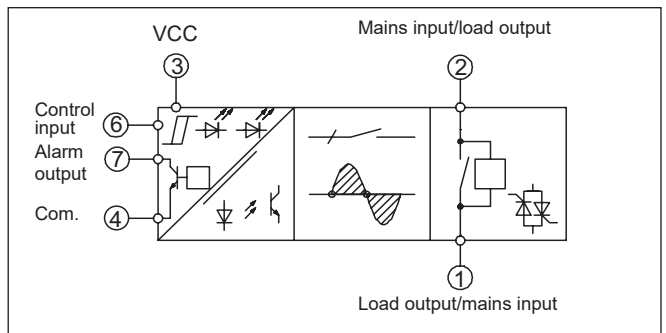 VCC
Mains input/load output
3
2
Control
input
6
Alarm
output
7
Com.
4
1
Load output/mains input